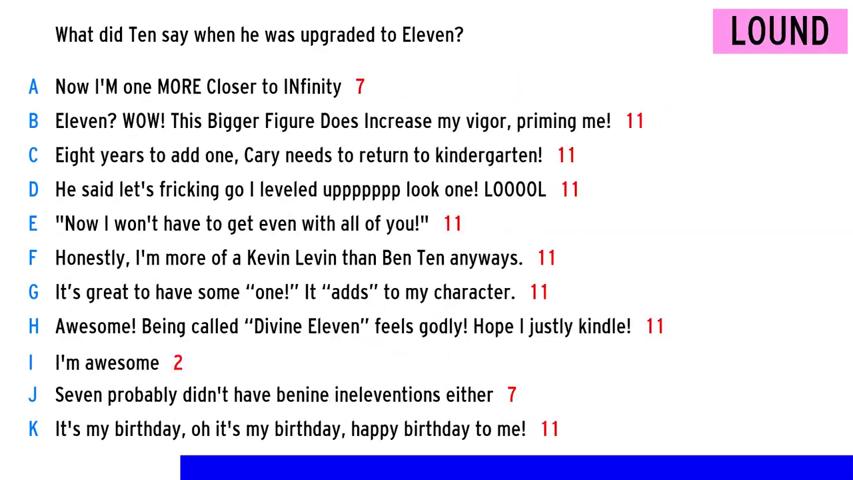 LOUND
What did Ten say when he was upgraded to Eleven?
A Now I'M one MORE Closer to INfinity 7
B Eleven? WOW! This Bigger Figure Does Increase my vigor, priming me! 11
C Eight years to add one, Cary needs to return to kindergarten! 11
D He said let's fricking go I leveled uppppppp look one! LOOOOL 11
E "Now I won't have to get even with all of you!" 11
F Honestly, I'm more of a Kevin Levin than Ben Ten anyways. 11
G It’s great to have some “one!” It “adds” to my character. 11
H Awesome! Being called “Divine Eleven” feels godly! Hope I justly kindle! 11
I I'm awesome 2
J Seven probably didn't have benine ineleventions either 7
K It's my birthday, oh it's my birthday, happy birthday to me! 11